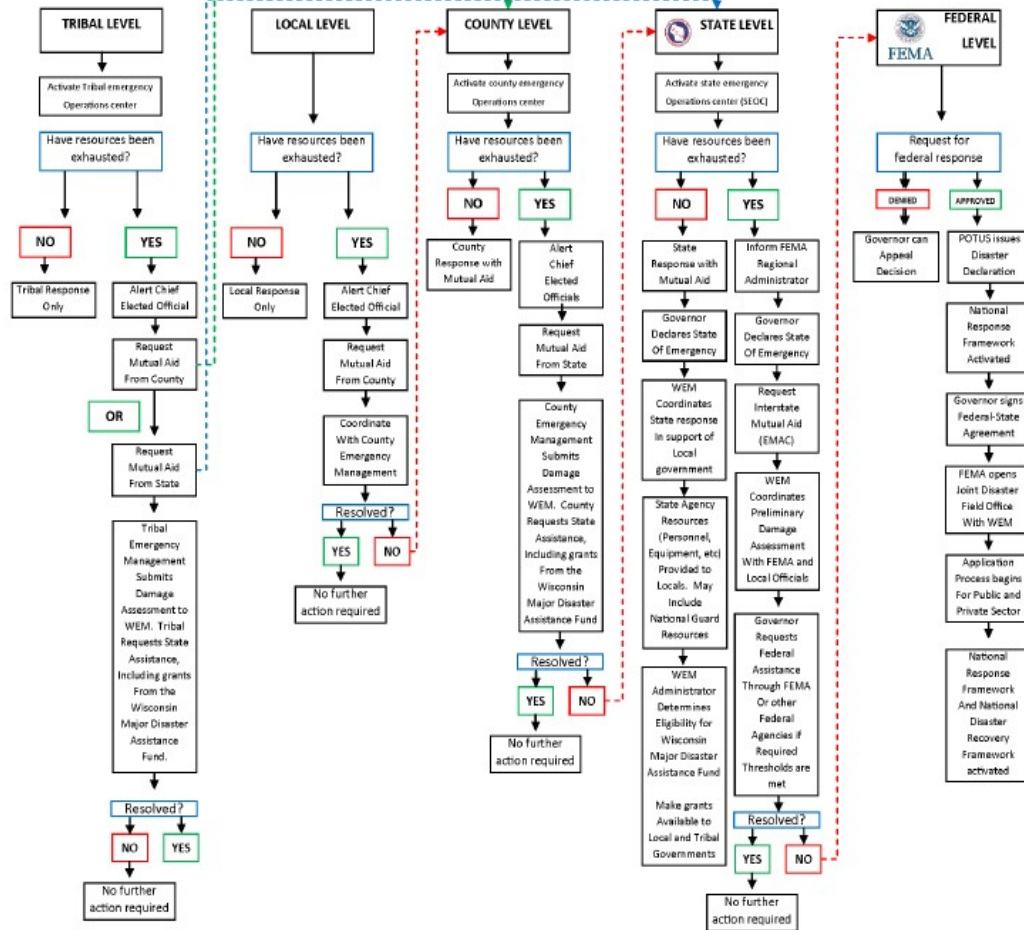 TRIBAL LEVEL
Activate Tribal emergency
Operations center
Have resources been
exhausted?
NO
YES
Tribal Response
Only
Alert Chief
Elected Official
Request
Mutual Aid
From County
OR
Request
Mutual Aid
From State
Tribal
Emergency
Management
Submits
Damage
Assessment to
WEM. Tribal
Requests State
Assistance,
Including grants
From the
Wisconsin
Major Disaster
Assistance
Fund.
Resolved?
NO
YES
No further
action required
LOCAL LEVEL
Have resources been
exhausted?
NO
YES
Local Response
Only
Alert Chief
Elected Official
Request
Mutual Aid
From County
Coordinate
With County
Emergency
Management
Resolved?
YES
NO
No further
action required
COUNTY LEVEL
Activate county emergency
Operations center
Have resources been
exhausted?
NO
YES
County
Response with
Mutual Aid
Alert
Chief
Elected
Officials
Request
Mutual Aid
From State
County
Emergency
Management
Submits
Damage
Assessment to
WEM. County
Requests State
Assistance,
Including grants
From the
Wisconsin
Major Disaster
Assistance Fund
Resolved?
YES
NO
No further
action required
STATE LEVEL
Activate state emergency
Operations center (SEOC)
Have resources been
exhausted?
NO
YES
State
Response with
Mutual Aid
Governor
Declares State
Of Emergency
WEM
Coordinates
State response
In support of
Local
government
State Agency
Resources
(Personnel,
Equipment, etc)
Provided to
Locals. May
Include
National Guard
Resources
WEM
Administrator
Determines
Eligibility for
Wisconsin
Major Disaster
Assistance Fund
Make grants
Available to
Local and Tribal
Governments
Inform FEMA
Regional
Administrator
Governor
Declares State
Of Emergency
Request
Interstate
Mutual Aid
(EMAC)
WEM
Coordinates
Preliminary
Damage
Assessment
With FEMA and
Local Officials
Governor
Requests
Federal
Assistance
Through FEMA
Or other
Federal
Agencies if
Required
Thresholds are
met
Resolved?
YES
NO
No further
action required
FEMA
FEDERAL
LEVEL
Request for
federal response
DENIED
APPROVED
Governor can
Appeal
Decision
POTUS issues
Disaster
Declaration
National
Response
Framework
Activated
Governor signs
Federal-State
Agreement
FEMA opens
Joint Disaster
Field Office
With WEM
Application
Process begins
For Public and
Private Sector
National
Response
Framework
And National
Disaster
Recovery
Framework
activated